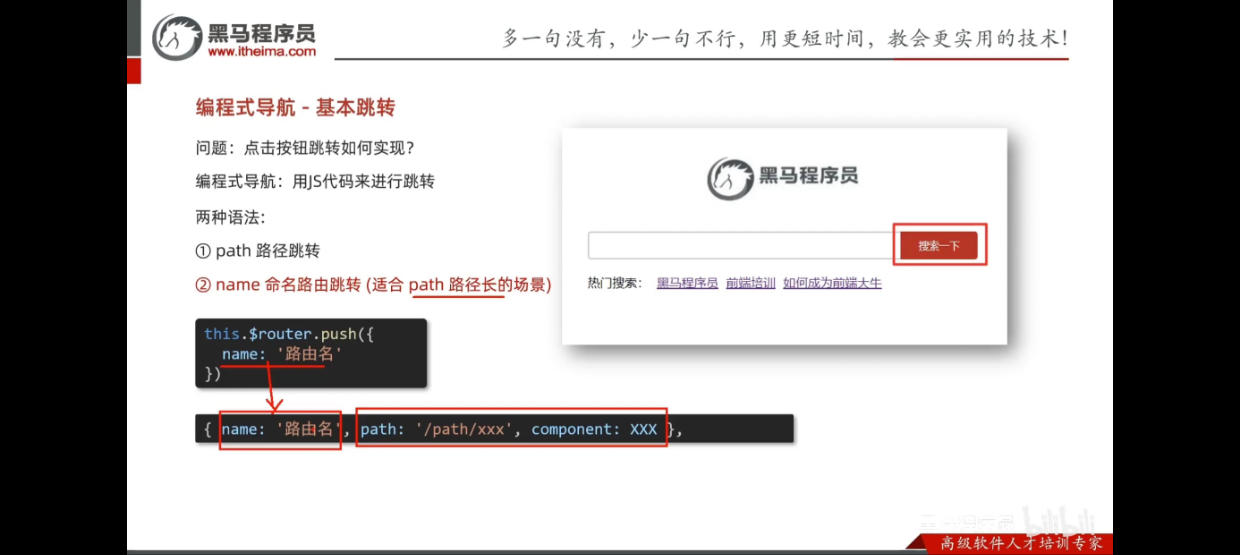 黑马程序员
www.itheima.com
多一句没有，少一句不行，用更短时间，教会更实用的技术！
编程式导航 - 基本跳转
问题：点击按钮跳转如何实现？
编程式导航：用JS代码来进行跳转
两种语法：
① path 路径跳转
② name 命名路由跳转 (适合 path 路径长的场景)
this.$router.push({
name: '路由名'
})
{ name: '路由名', path: '/path/xxx', component: XXX },
黑马程序员
搜索一下
热门搜索： 黑马程序员 前端培训 如何成为前端大牛
bilibili
高级软件人才培训专家